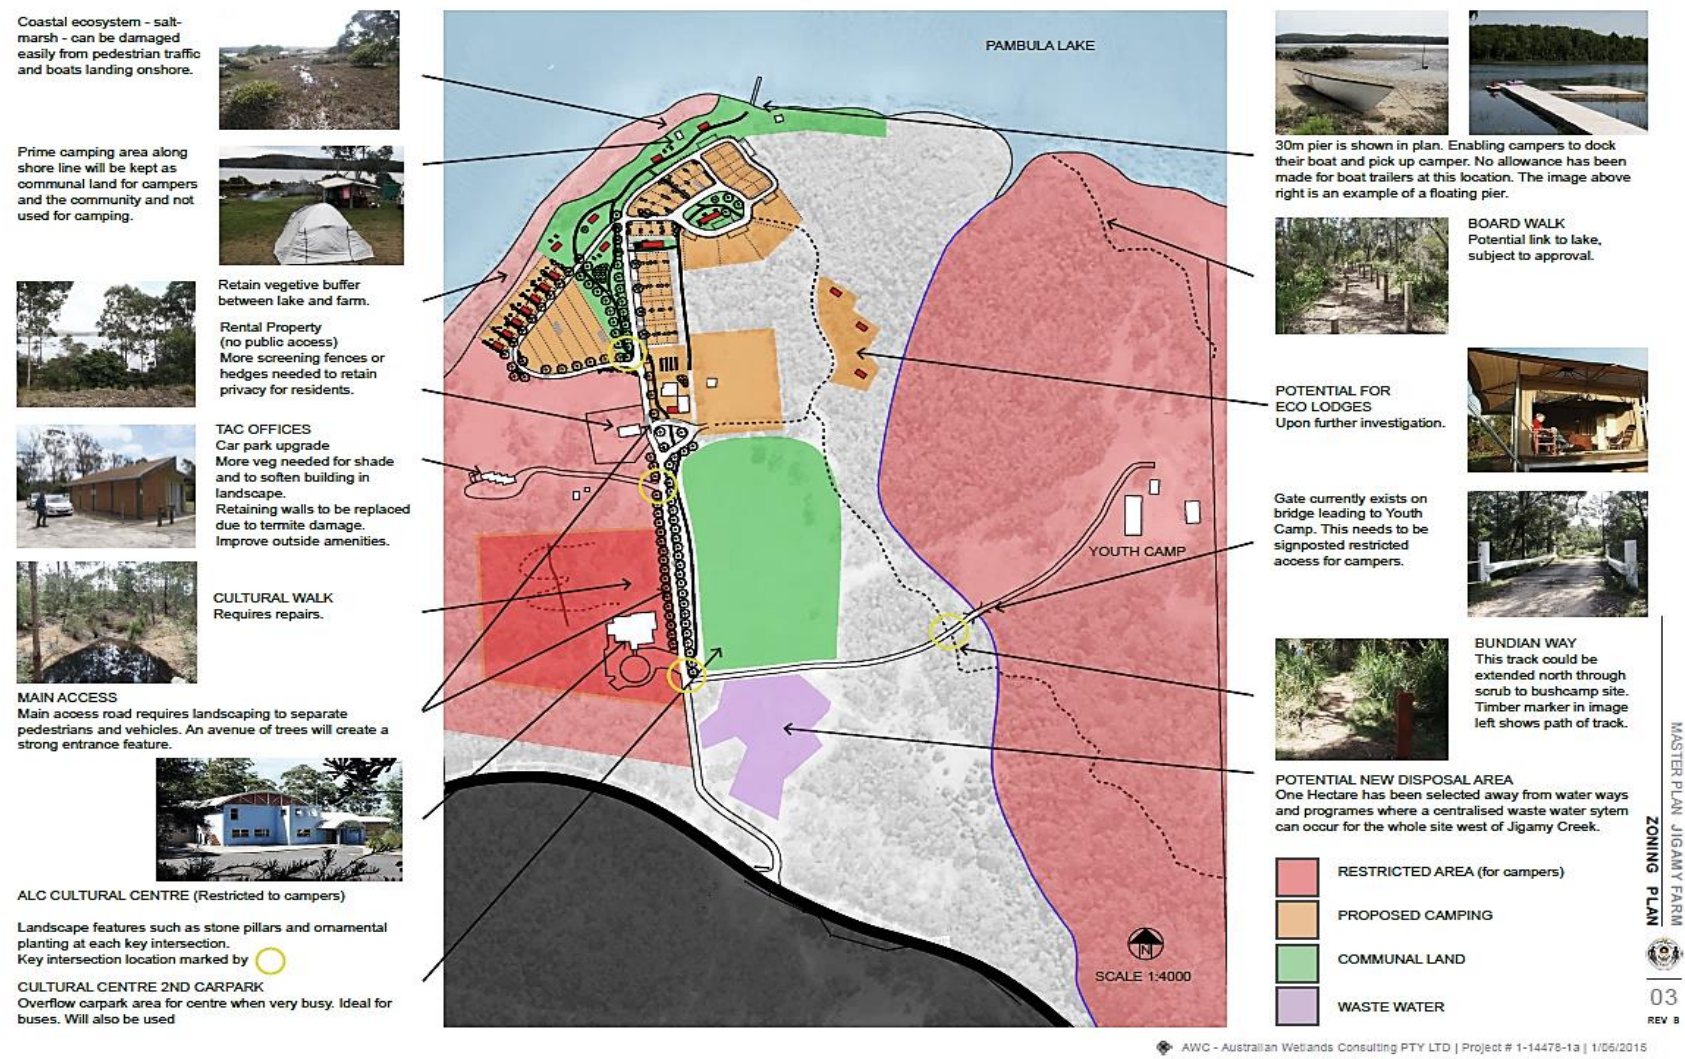 Coastal ecosystem - salt-
marsh - can be damaged
easily from pedestrian traffic
and boats landing onshore.
Prime camping area along
shore line will be kept as
communal land for campers
and the community and not
used for camping.
Retain vegetive buffer
between lake and farm.
Rental Property
(no public access)
More screening fences or
hedges needed to retain
privacy for residents.
TAC OFFICES
Car park upgrade
More veg needed for shade
and to soften building in
landscape.
Retaining walls to be replaced
due to termite damage.
Improve outside amenities.
CULTURAL WALK
Requires repairs.
MAIN ACCESS
Main access road requires landscaping to separate
pedestrians and vehicles. An avenue of trees will create a
strong entrance feature.
ALC CULTURAL CENTRE (Restricted to campers)
Landscape features such as stone pillars and ornamental
planting at each key intersection.
Key intersection location marked by
CULTURAL CENTRE 2ND CARPARK
Overflow carpark area for centre when very busy. Ideal for
buses. Will also be used
PAMBULA LAKE
YOUTH CAMP
N
SCALE 1:4000
30m pier is shown in plan. Enabling campers to dock
their boat and pick up camper. No allowance has been
made for boat trailers at this location. The image above
right is an example of a floating pier.
BOARD WALK
Potential link to lake,
subject to approval.
POTENTIAL FOR
ECO LODGES
Upon further investigation.
Gate currently exists on
bridge leading to Youth
Camp. This needs to be
signposted restricted
access for campers.
BUNDIAN WAY
This track could be
extended north through
scrub to bushcamp site.
Timber marker in image
left shows path of track.
POTENTIAL NEW DISPOSAL AREA
One Hectare has been selected away from water ways
and programes where a centralised waste water sytem
can occur for the whole site west of Jigamy Creek.
RESTRICTED AREA (for campers)
PROPOSED CAMPING
COMMUNAL LAND
WASTE WATER
MASTER PLAN JIGAMY FARM
ZONING PLAN
03
REV B
AWC - Australian Wetlands Consulting PTY LTD | Project # 1-14478-1a | 1/06/2015